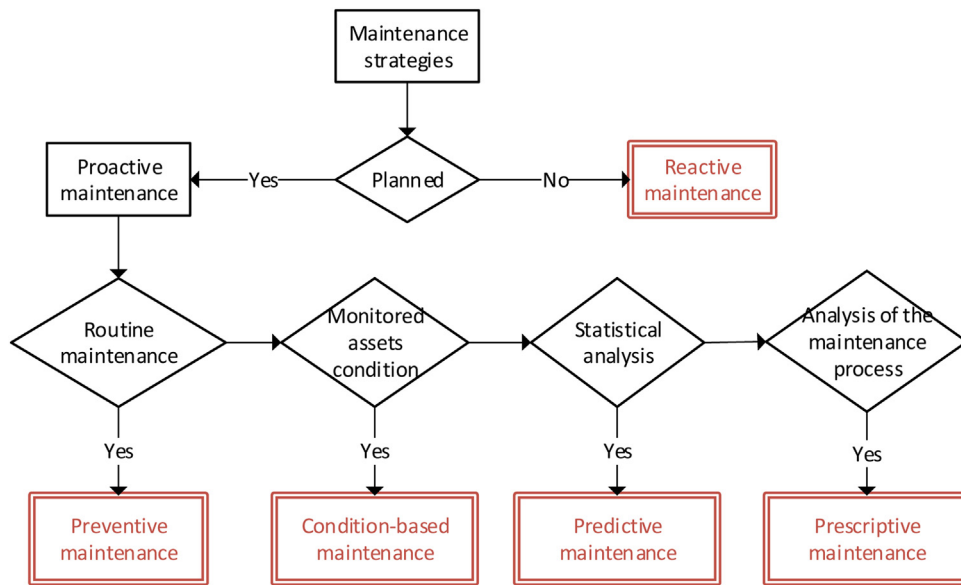 Maintenance
strategies
Proactive
maintenance
Yes
Planned
No
Reactive
maintenance
Routine
maintenance
Monitored
assets
condition
Statistical
analysis
Analysis of the
maintenance
process
Yes
Yes
Yes
Yes
Preventive
maintenance
Condition-based
maintenance
Predictive
maintenance
Prescriptive
maintenance